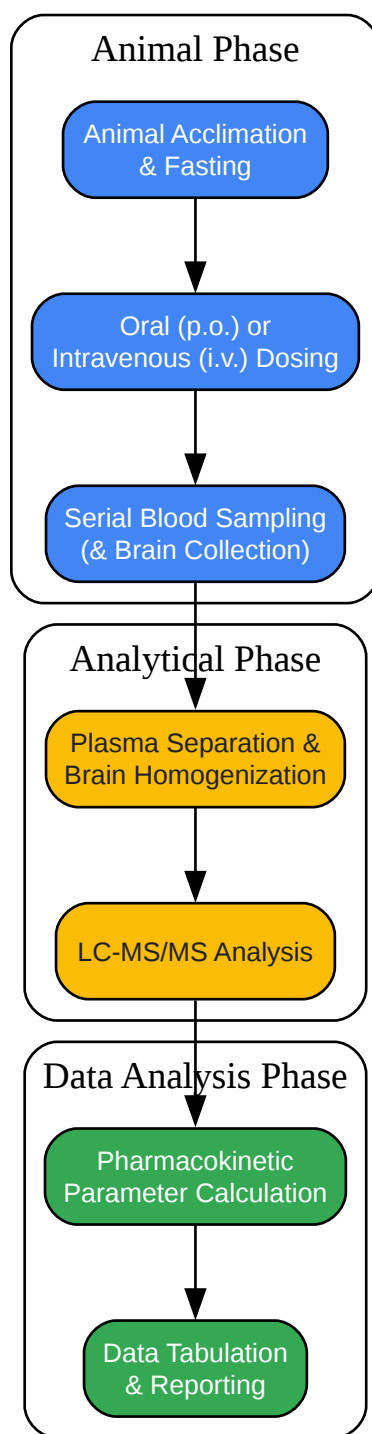 Animal Phase
Animal Acclimation
& Fasting
Oral (p.o.) or
Intravenous (i.v.) Dosing
Serial Blood Sampling
(& Brain Collection)
Analytical Phase
Plasma Separation &
Brain Homogenization
LC-MS/MS Analysis
Data Analysis Phase
Pharmacokinetic
Parameter Calculation
Data Tabulation
& Reporting